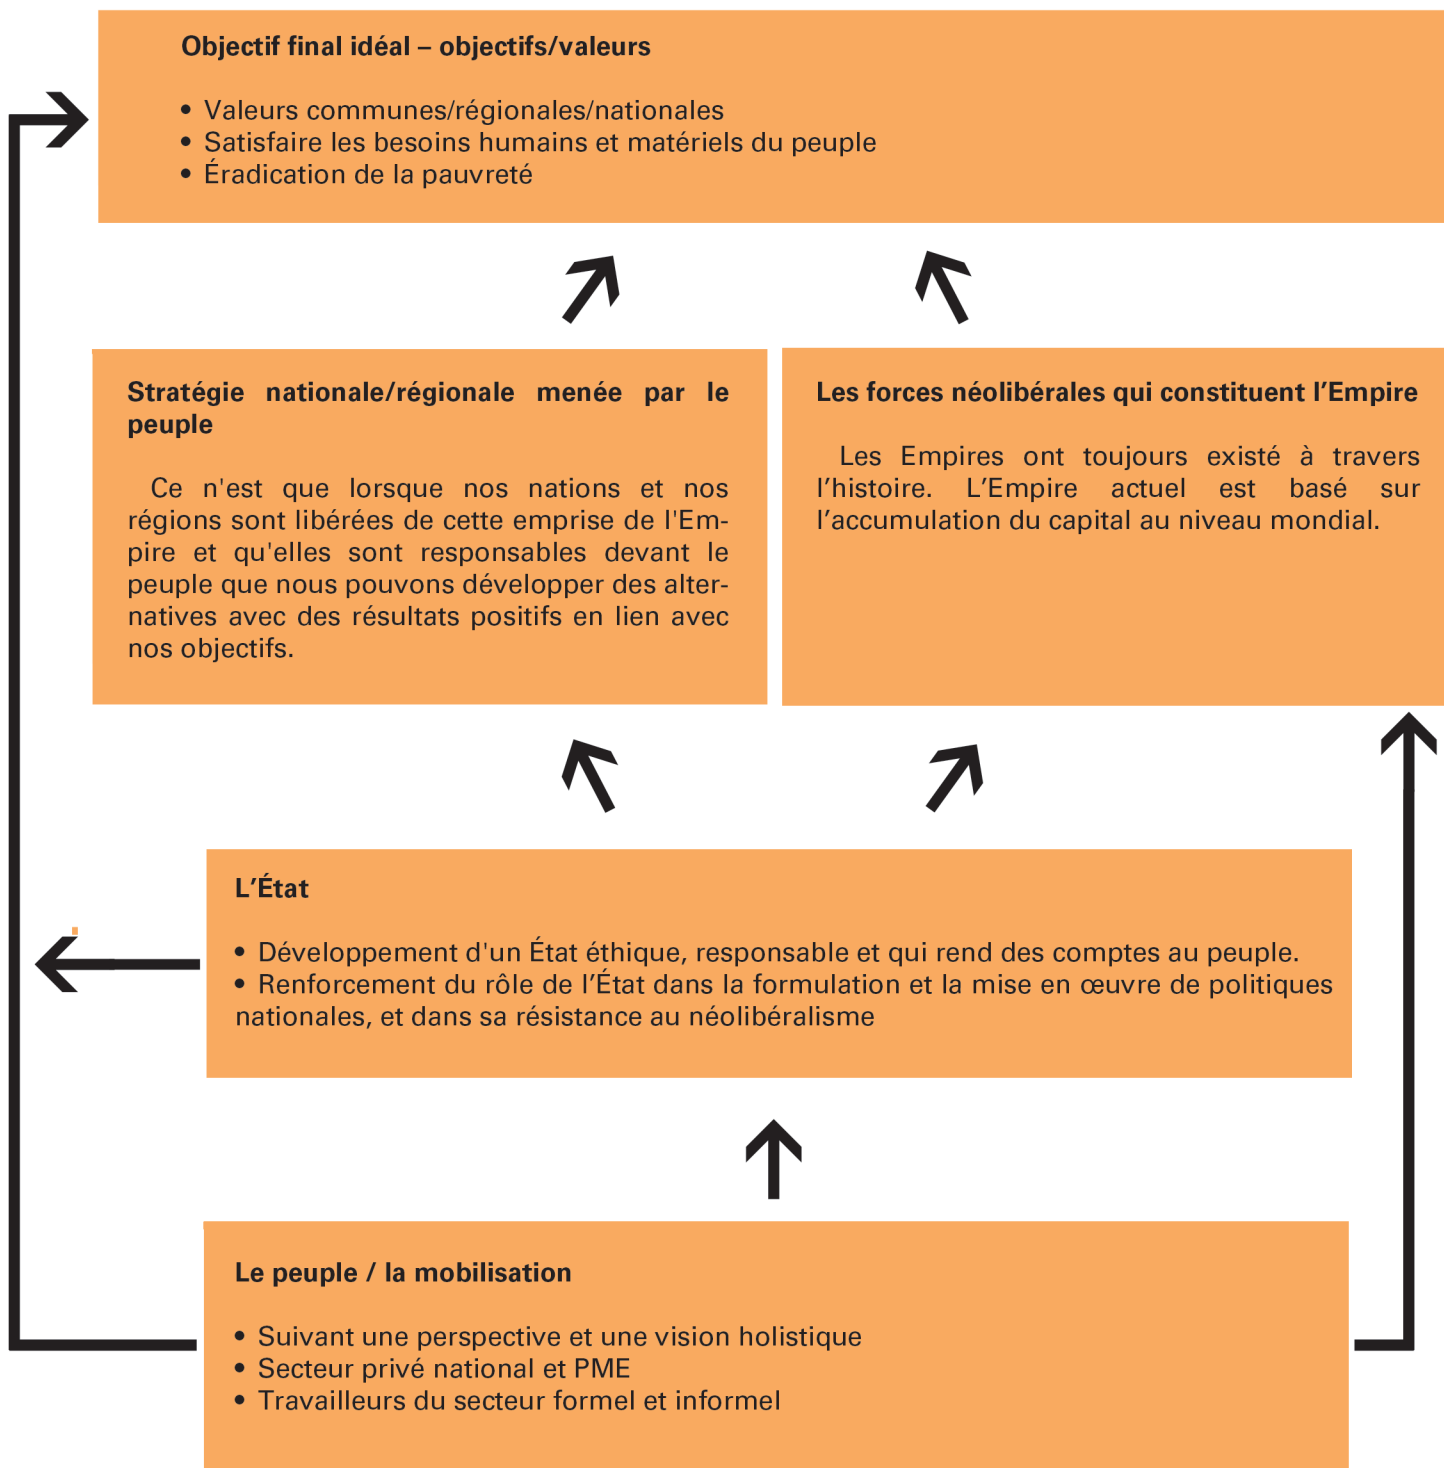 Objectif final idéal – objectifs/valeurs
• Valeurs communes/régionales/nationales
• Satisfaire les besoins humains et matériels du peuple
• Éradication de la pauvreté
Stratégie nationale/régionale menée par le
peuple
Ce n'est que lorsque nos nations et nos
régions sont libérées de cette emprise de l'Em-
pire et qu'elles sont responsables devant le
peuple que nous pouvons développer des alter-
natives avec des résultats positifs en lien avec
nos objectifs.
Les forces néolibérales qui constituent l’Empire
Les Empires ont toujours existé à travers
l’histoire. L’Empire actuel est basé sur
l’accumulation du capital au niveau mondial.
L’État
• Développement d'un État éthique, responsable et qui rend des comptes au peuple.
• Renforcement du rôle de l’État dans la formulation et la mise en œuvre de politiques
nationales, et dans sa résistance au néolibéralisme
Le peuple / la mobilisation
• Suivant une perspective et une vision holistique
• Secteur privé national et PME
• Travailleurs du secteur formel et informel